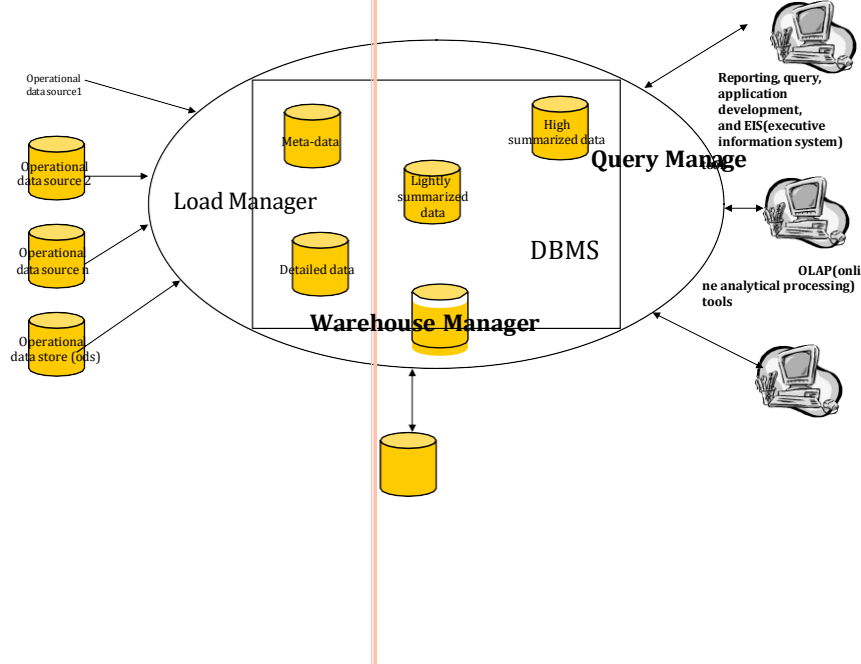 Operational
data source1
Operational
data source 2
Operational
data source n
Operational
data store (ods)
Load Manager
Meta-data
Detailed data
Lightly
summarized
data
High
summarized data
DBMS
Warehouse Manager
Query Manage
Reporting, query,
application
development,
and EIS(executive
information system)
tools
OLAP(onli
ne analytical processing)
tools